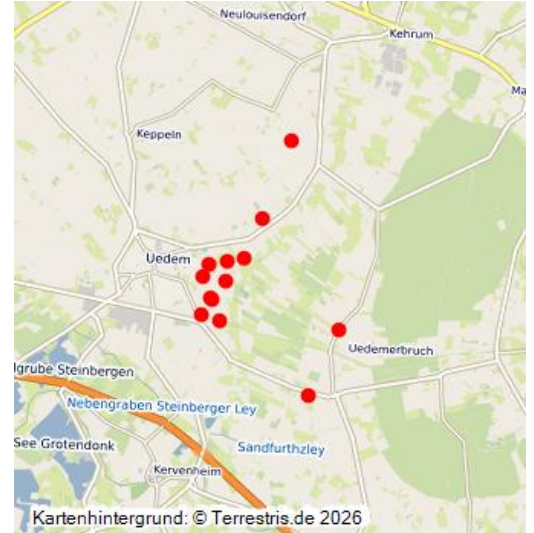 Neulouisendorf
Kehrum
Ma
Keppeln
Uedem
Uedemerbruch
lgrube Steinbergen
Nebengraben Steinberger Ley
See Grotendonk
Sandfurthzley
Kervenheim
Kartenhintergrund: © Terrestris.de 2026